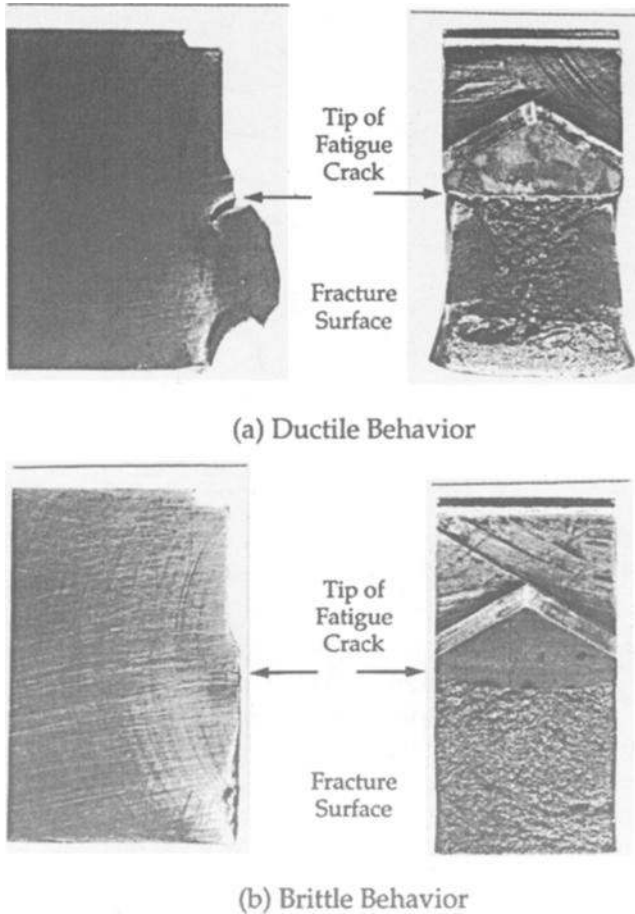 Tip of
Fatigue
Crack
Fracture
Surface
(a) Ductile Behavior
Tip of
Fatigue
Crack
Fracture
Surface
(b) Brittle Behavior